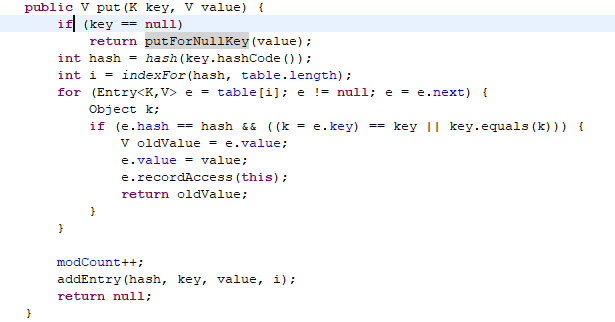 public V put(K key, V value) {
    if (key == null)
        return putForNullKey(value);
    int hash = hash(key.hashCode());
    int i = indexFor(hash, table.length);
    for (Entry<K,V> e = table[i]; e != null; e = e.next) {
        Object k;
        if (e.hash == hash && ((k = e.key) == key || key.equals(k))) {
            V oldValue = e.value;
            e.value = value;
            e.recordAccess(this);
            return oldValue;
        }
    }

    modCount++;
    addEntry(hash, key, value, i);
    return null;
}